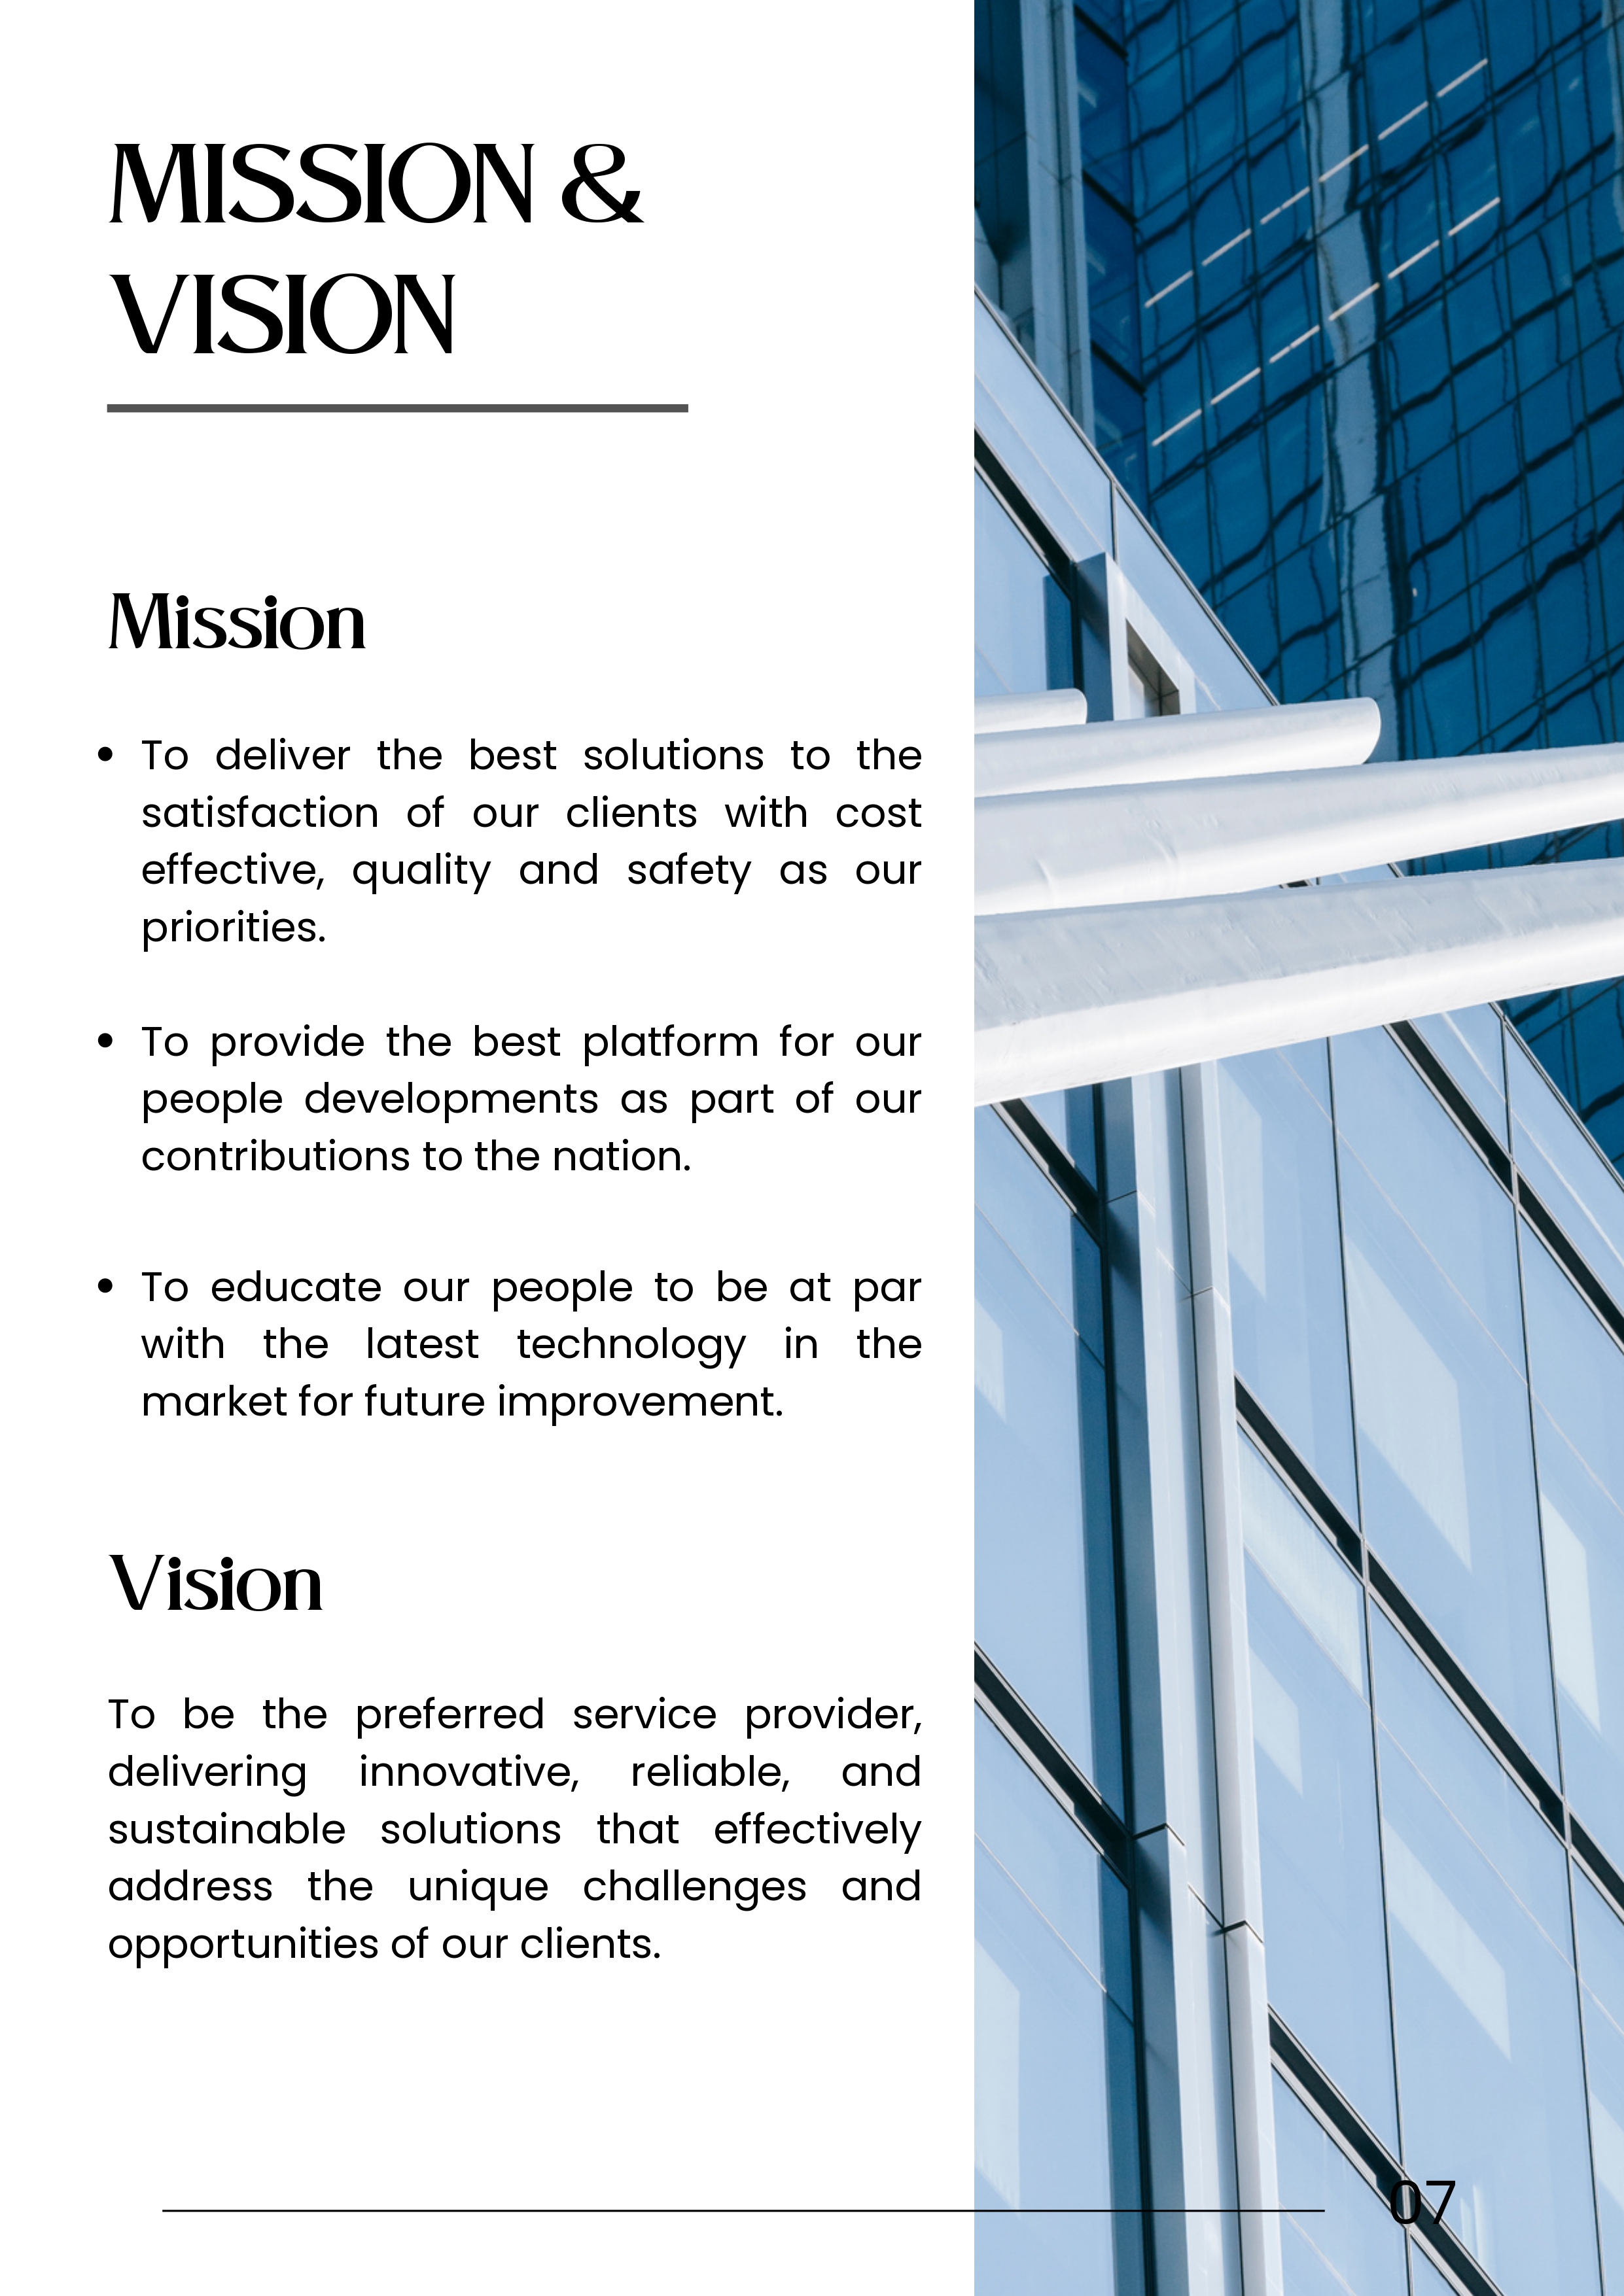 MISSION &
VISION
Mission
• To deliver the best solutions to the
satisfaction of our clients with cost
effective, quality and safety as our
priorities.
• To provide the best platform for our
people developments as part of our
contributions to the nation.
• To educate our people to be at par
with the latest technology in the
market for future improvement.
Vision
To be the preferred service provider,
delivering innovative, reliable, and
sustainable solutions that effectively
address the unique challenges and
opportunities of our clients.
07